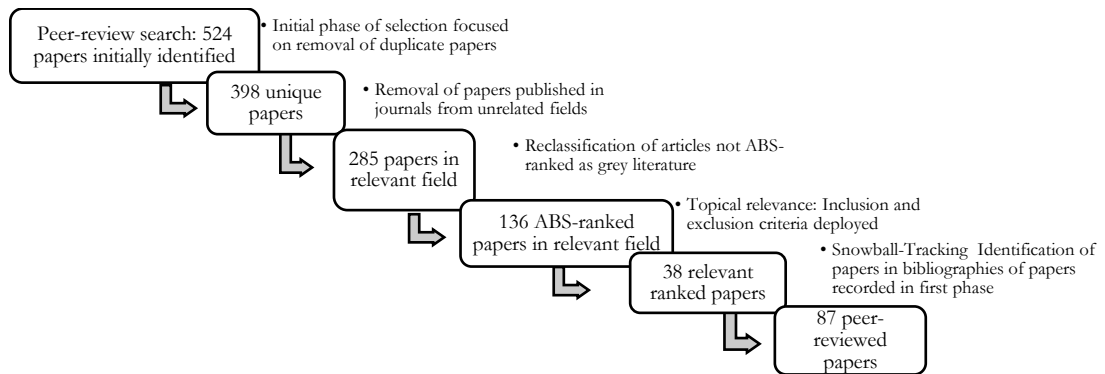 Peer-review search: 524
papers initially identified
• Initial phase of selection focused
on removal of duplicate papers
398 unique
papers
• Removal of papers published in
journals from unrelated fields
285 papers in
relevant field
• Reclassification of articles not ABS-
ranked as grey literature
136 ABS-ranked
papers in relevant field
• Topical relevance: Inclusion and
exclusion criteria deployed
38 relevant
ranked papers
• Snowball-Tracking Identification of
papers in bibliographies of papers
recorded in first phase
87 peer-
reviewed
papers